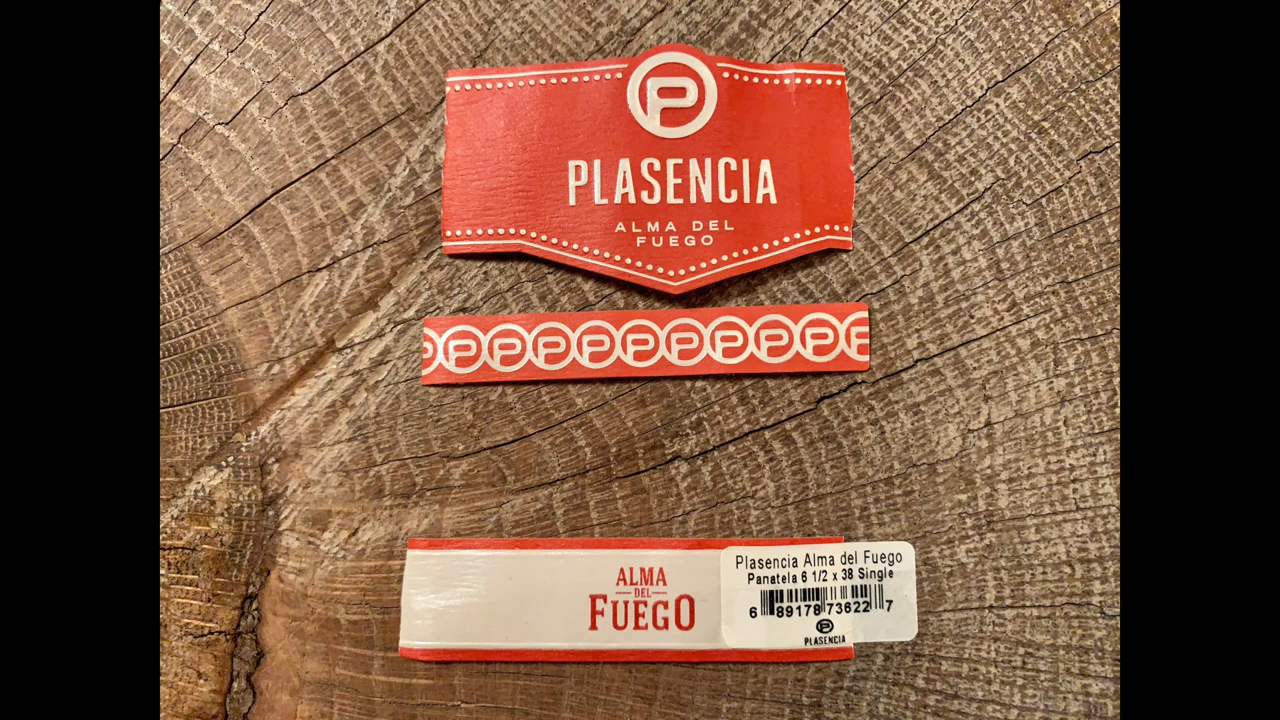 P
PLASENCIA
ALMA DEL
FUEGO
P P P P P P P P P P P
ALMA
DEL
FUEGO
Plasencia Alma del Fuego
Panatela 6 1/2 x 38 Single
6 89178 73622 7
P
PLASENCIA